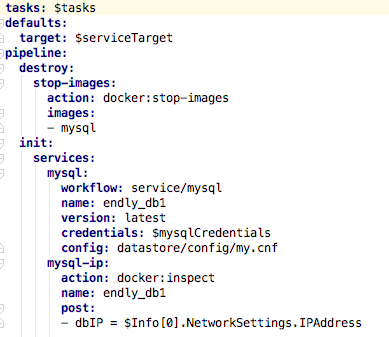 tasks: $tasks
defaults:
  target: $serviceTarget
pipeline:
  destroy:
    stop-images:
      action: docker:stop-images
      images:
      - mysql
  init:
    services:
      mysql:
        workflow: service/mysql
        name: endly_db1
        version: latest
        credentials: $mysqlCredentials
        config: datastore/config/my.cnf
      mysql-ip:
        action: docker:inspect
        name: endly_db1
        post:
        - dbIP = $Info[0].NetworkSettings.IPAddress